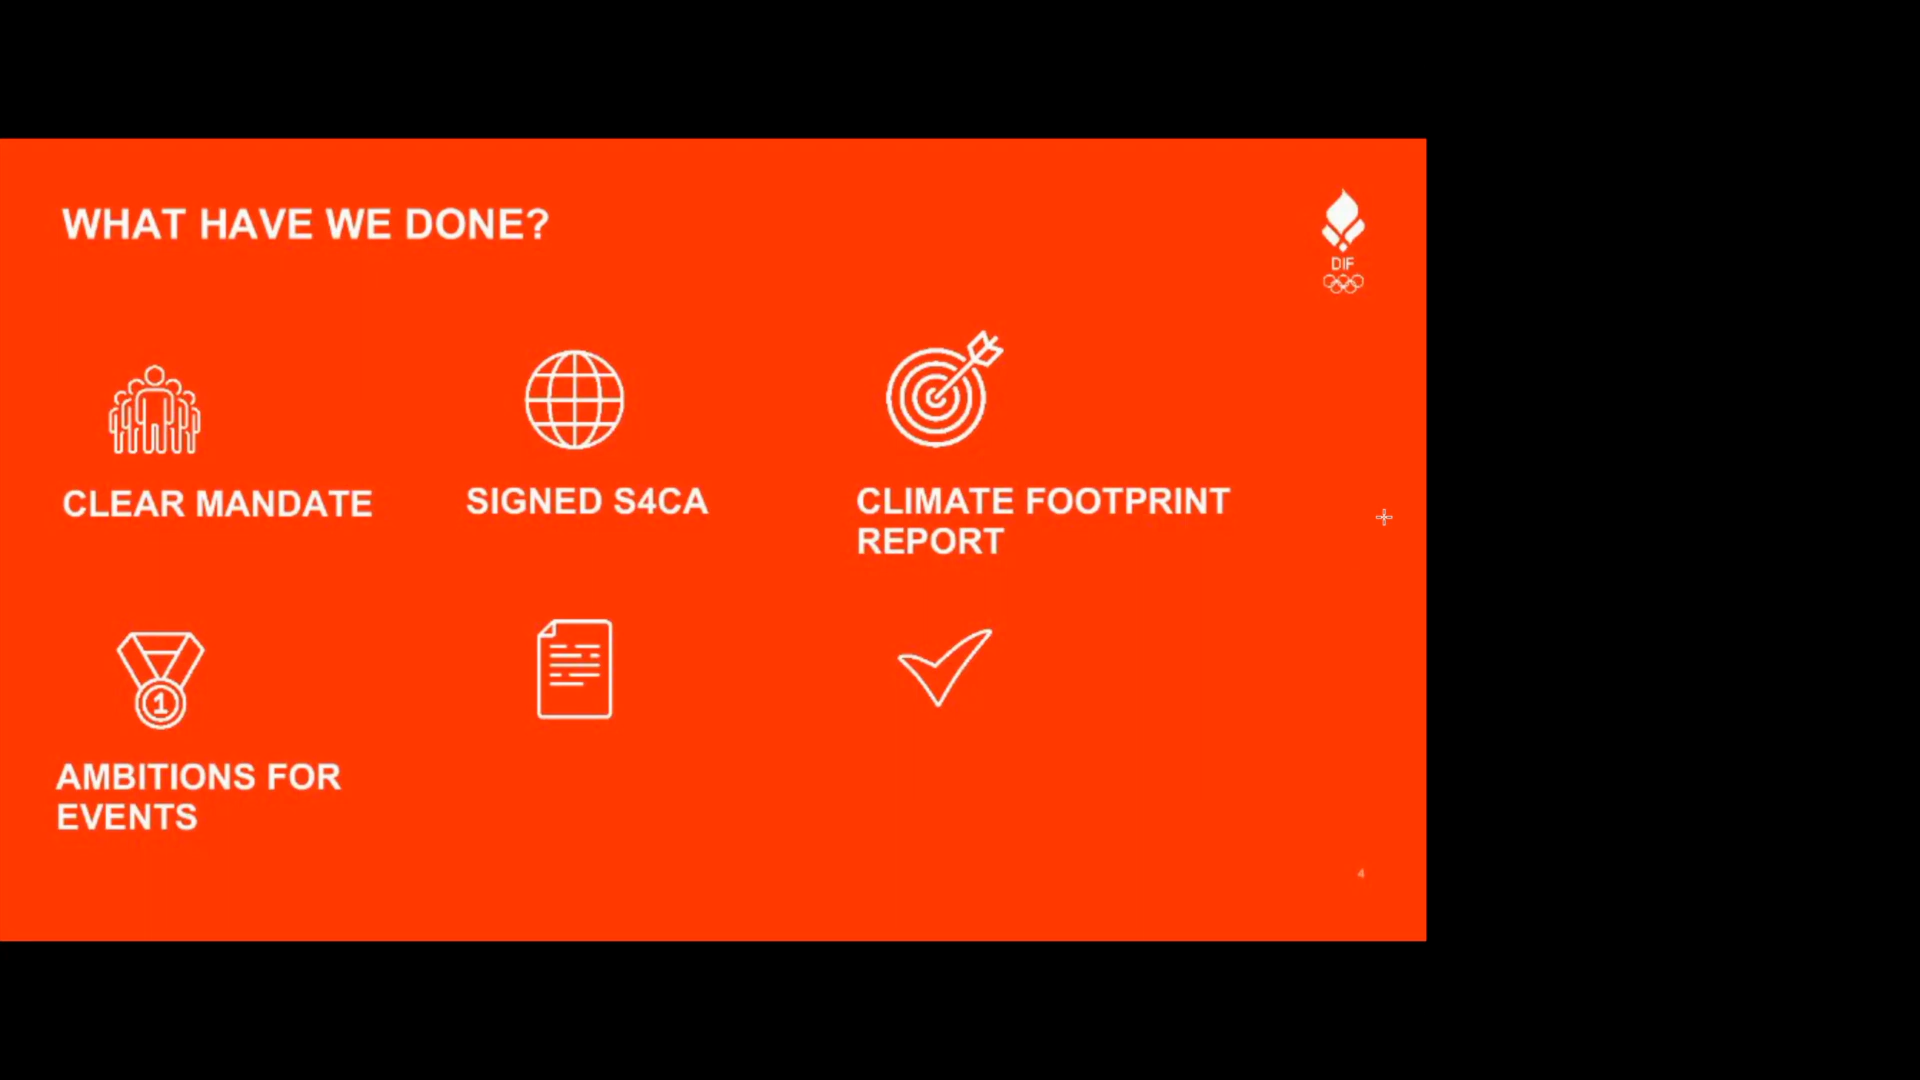 WHAT HAVE WE DONE?
DIF
CLEAR MANDATE
SIGNED S4CA
CLIMATE FOOTPRINT
REPORT
1
AMBITIONS FOR
EVENTS
4